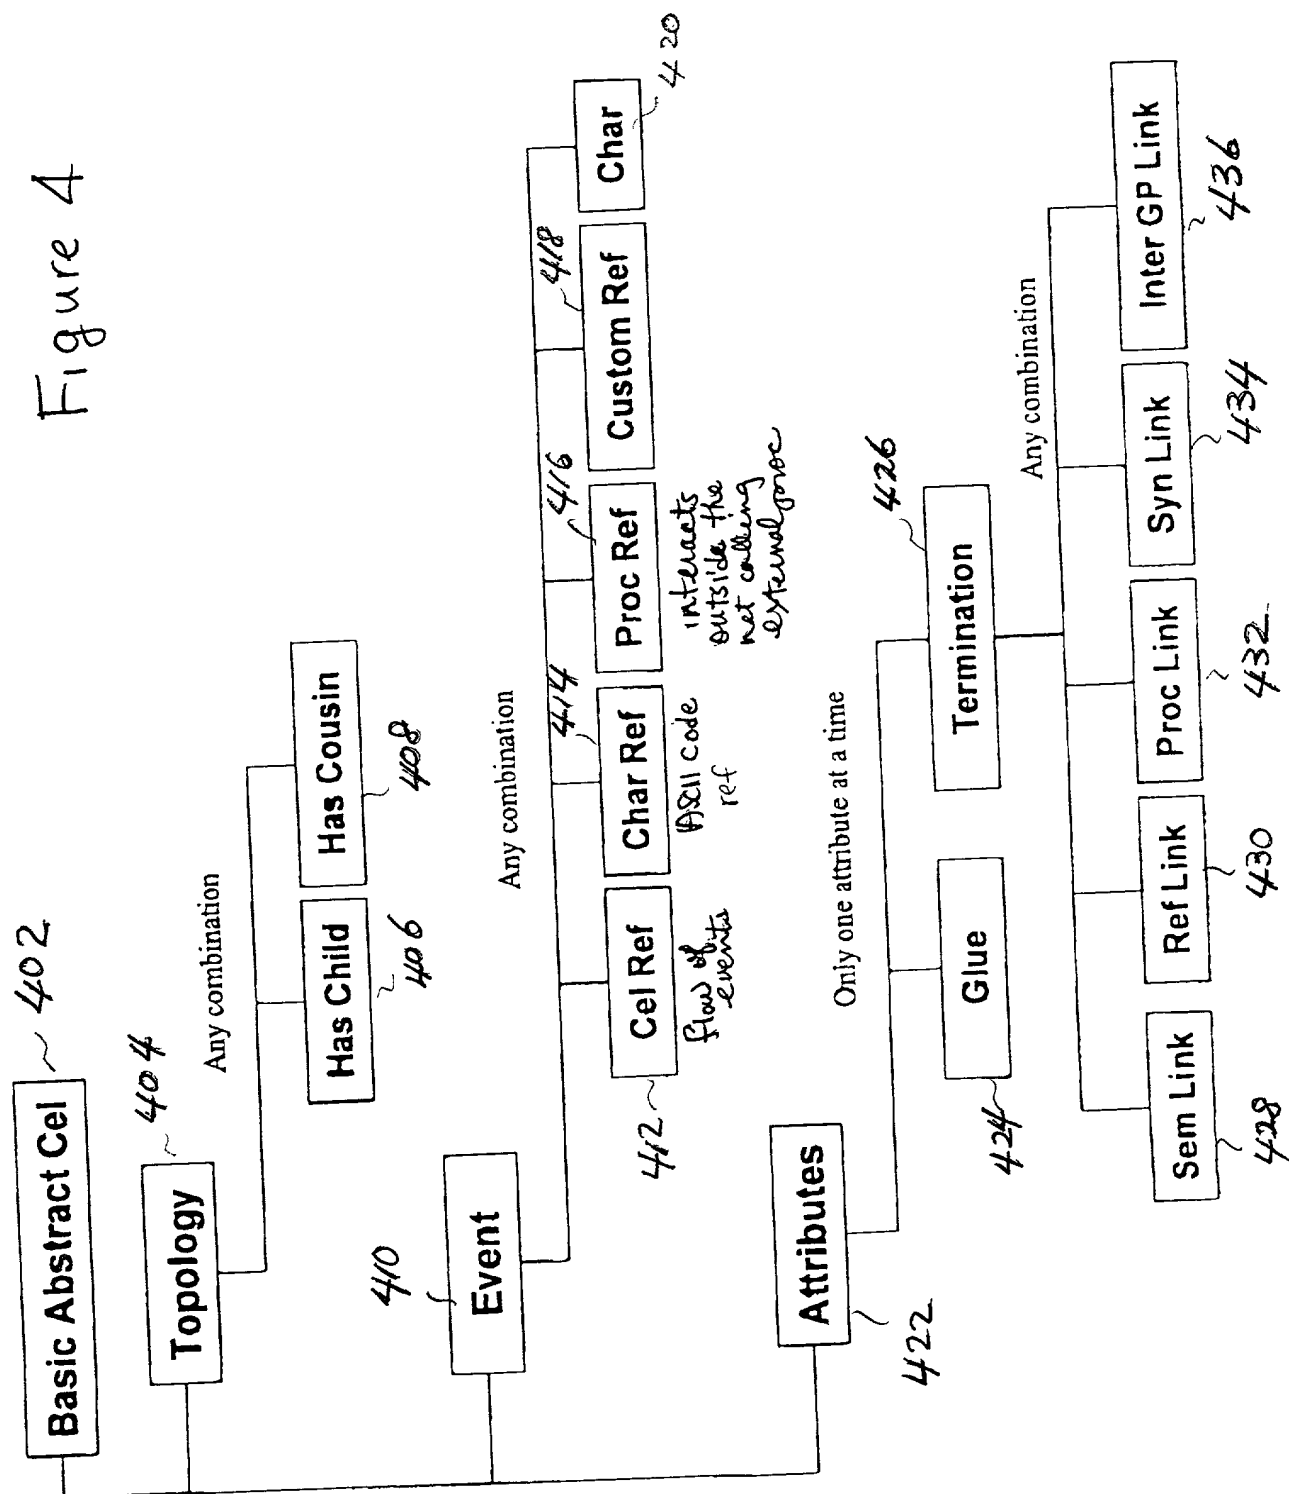 Figure 4
Basic Abstract Cel
402
Topology
404
Any combination
Has Child
406
Has Cousin
408
Event
410
Any combination
Cel Ref
412
flow of
events
Char Ref
414
ASCII code
ref
Proc Ref
416
interacts
outside the
net calling
external proc
Custom Ref
418
Char
420
Attributes
422
Only one attribute at a time
Glue
424
Termination
426
Any combination
Sem Link
428
Ref Link
430
Proc Link
432
Syn Link
434
Inter GP Link
436